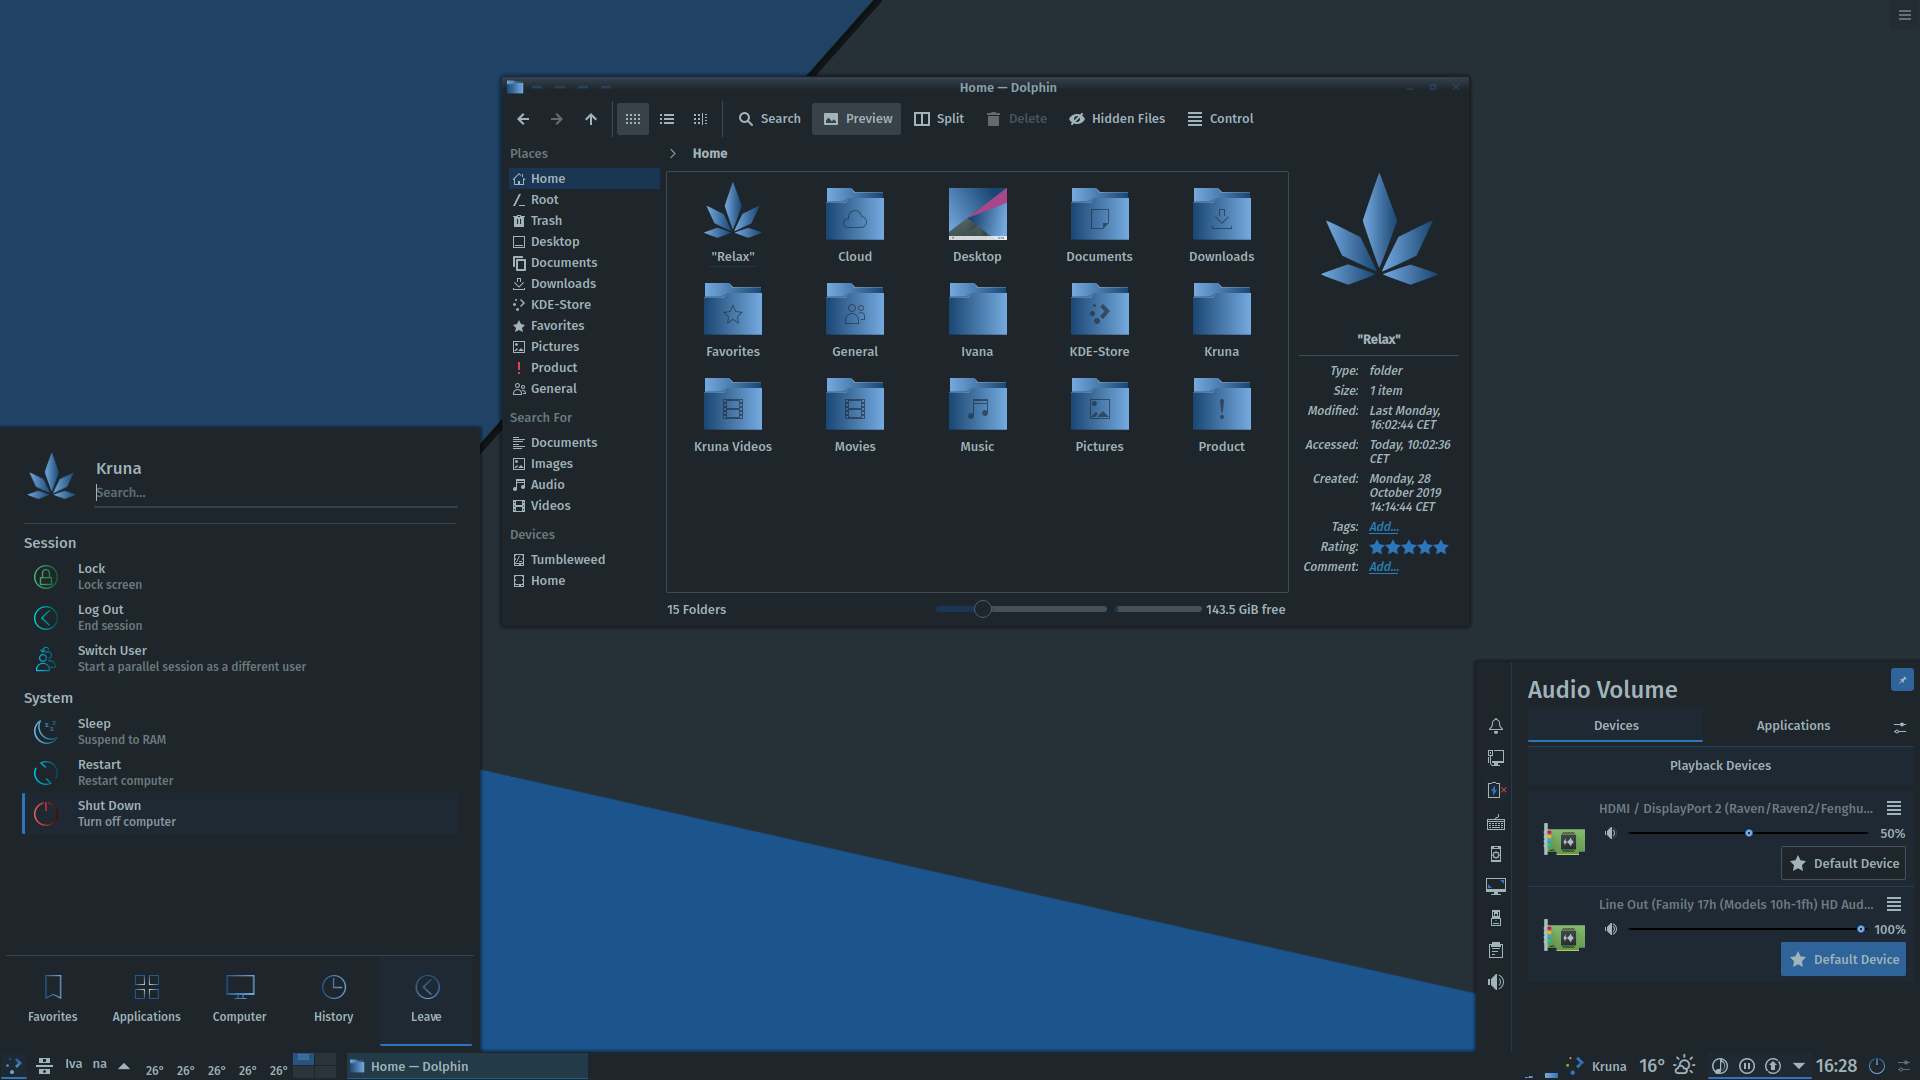 Home — Dolphin
Search
Preview
Split
Delete
Hidden Files
Control
Places
Home
Root
Trash
Desktop
Documents
Downloads
KDE-Store
Favorites
Pictures
Product
General
Search For
Documents
Images
Audio
Videos
Devices
Tumbleweed
Home
Home
"Relax"
Cloud
Desktop
Documents
Downloads
Favorites
General
Ivana
KDE-Store
Kruna
Kruna Videos
Movies
Music
Pictures
Product
15 Folders
143.5 GiB free
"Relax"
Type: folder
Size: 1 item
Modified: Last Monday,
16:02:44 CET
Accessed: Today, 10:02:36
CET
Created: Monday, 28
October 2019
14:14:44 CET
Tags: Add...
Rating:
Comment: Add...
Kruna
Search...
Session
Lock
Lock screen
Log Out
End session
Switch User
Start a parallel session as a different user
System
Sleep
Suspend to RAM
Restart
Restart computer
Shut Down
Turn off computer
Favorites
Applications
Computer
History
Leave
Audio Volume
Devices
Applications
Playback Devices
HDMI / DisplayPort 2 (Raven/Raven2/Fenghu...
50%
Default Device
Line Out (Family 17h (Models 10h-1fh) HD Aud...
100%
Default Device
Iva na
26° 26° 26° 26° 26°
Home — Dolphin
Kruna
16°
16:28